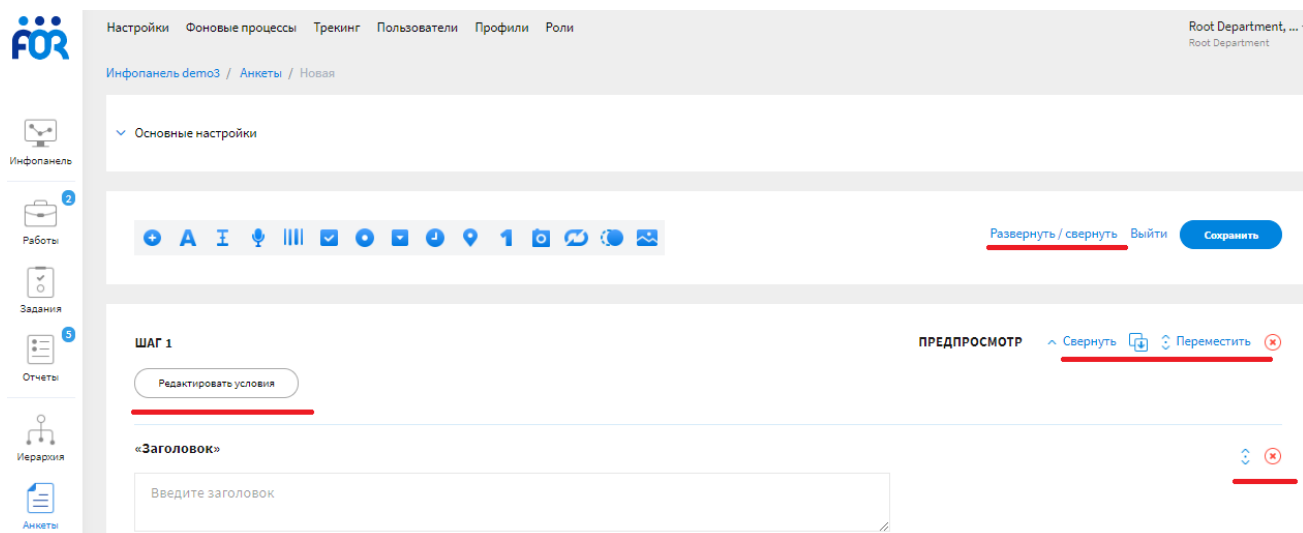 FOR
Настройки Фоновые процессы Трекинг Пользователи Профили Роли
Root Department, ...
Root Department
Инфопанель demo3 / Анкеты / Новая
Основные настройки
Инфопанель
2
Работы
Развернуть / свернуть Выйти Сохранить
Задания
5
Отчеты
ШАГ 1
ПРЕДПРОСМОТР Свернуть Переместить
Редактировать условия
Иерархия
«Заголовок»
Введите заголовок
Анкеты